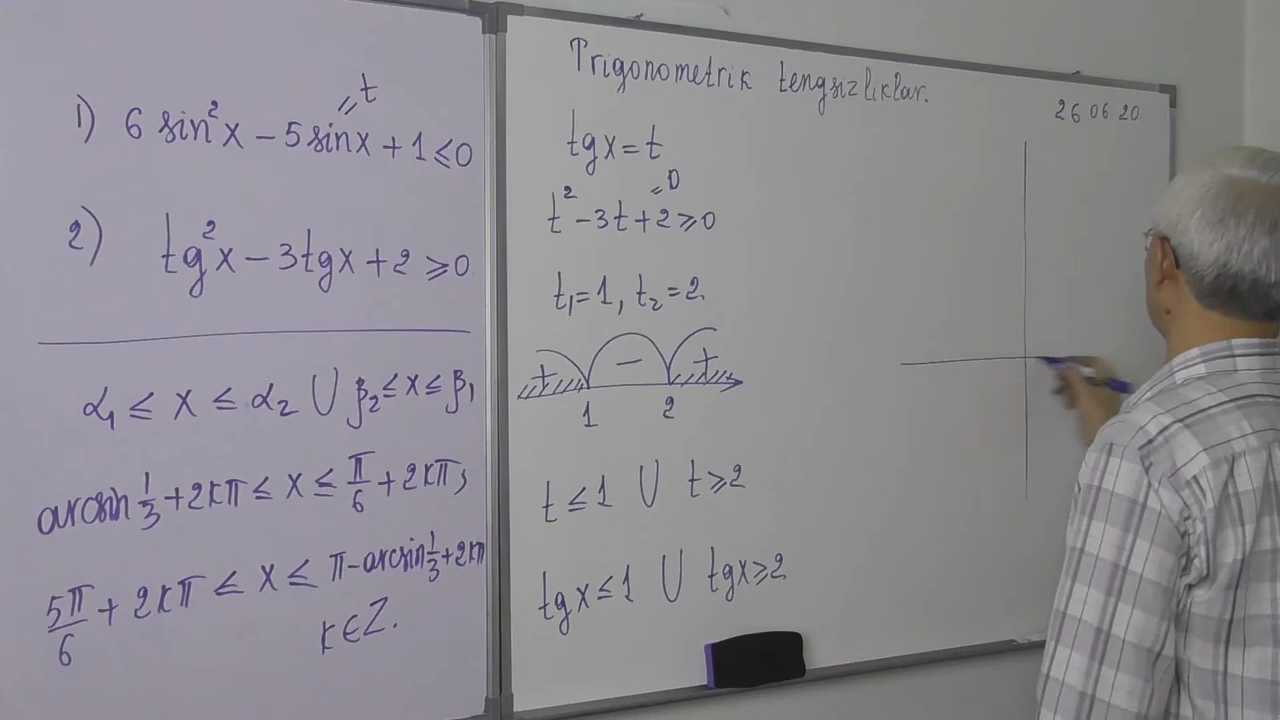 1) 6 sin²x − 5 sinx + 1 ≤ 0
= t
2) tg²x − 3tgx + 2 ≥ 0
α₁ ≤ x ≤ α₂ ∪ β₂ ≤ x ≤ β₁
arcsin 1/3 + 2kπ ≤ x ≤ π/6 + 2kπ;
5π/6 + 2kπ ≤ x ≤ π − arcsin 1/3 + 2kπ
k ∈ Z.
Trigonometrik tengsizliklar.
26 06 20
tgx = t
= 0
t² − 3t + 2 ≥ 0
t₁ = 1, t₂ = 2
+ − +
1 2
t ≤ 1 ∪ t ≥ 2
tgx ≤ 1 ∪ tgx ≥ 2